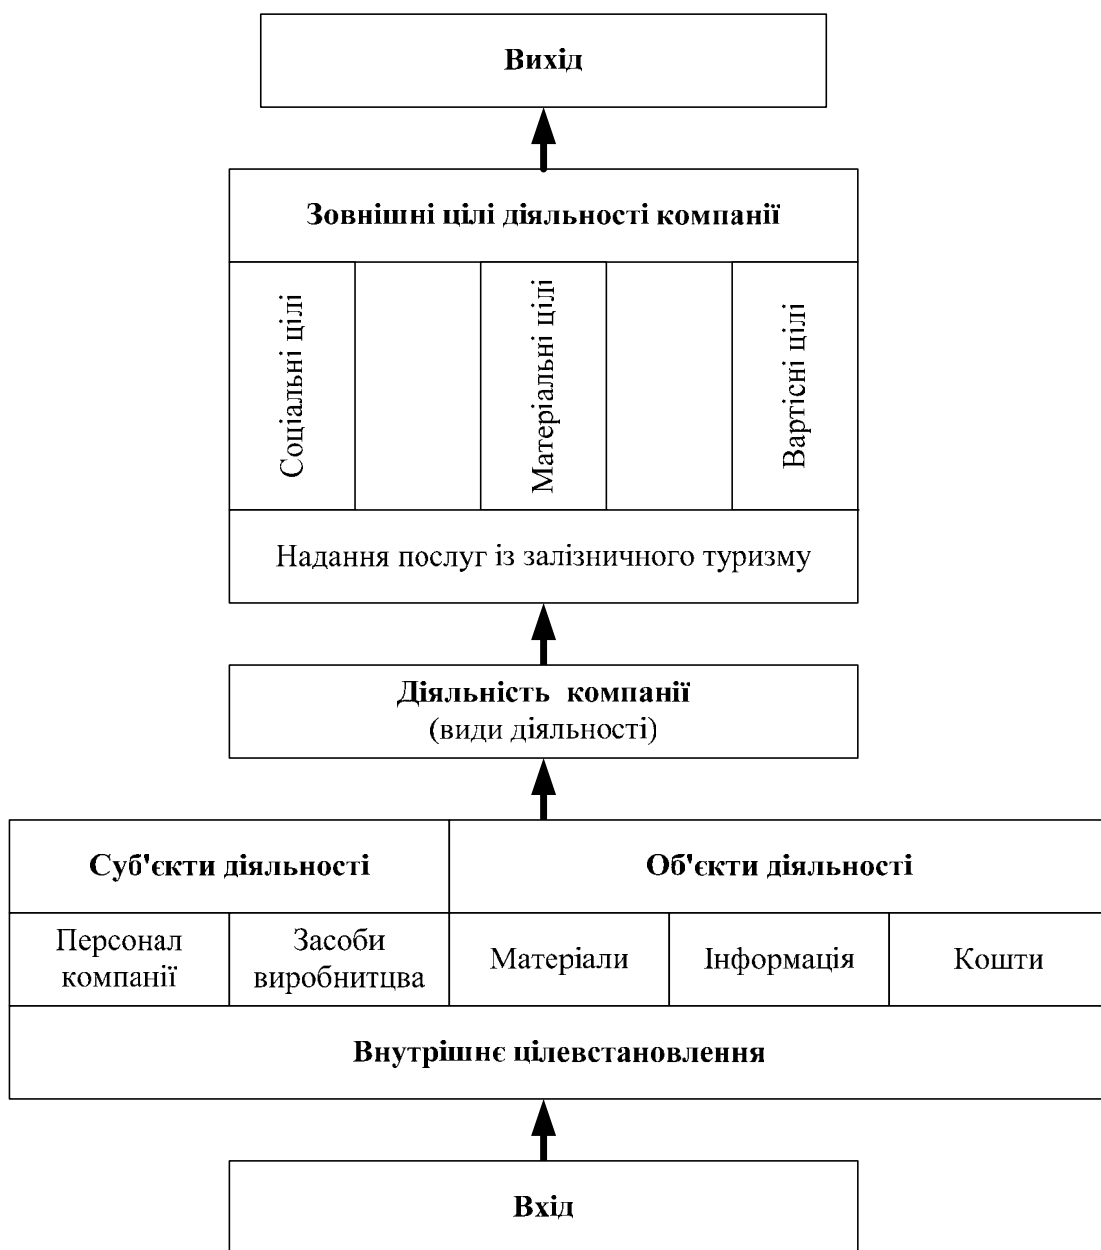 Вихід
Зовнішні цілі діяльності компанії
Соціальні цілі
Матеріальні цілі
Вартісні цілі
Надання послуг із залізничного туризму
Діяльність компанії
(види діяльності)
Суб'єкти діяльності
Об'єкти діяльності
Персонал
компанії
Засоби
виробнитцва
Матеріали
Інформація
Кошти
Внутрішнє цілевстановлення
Вхід